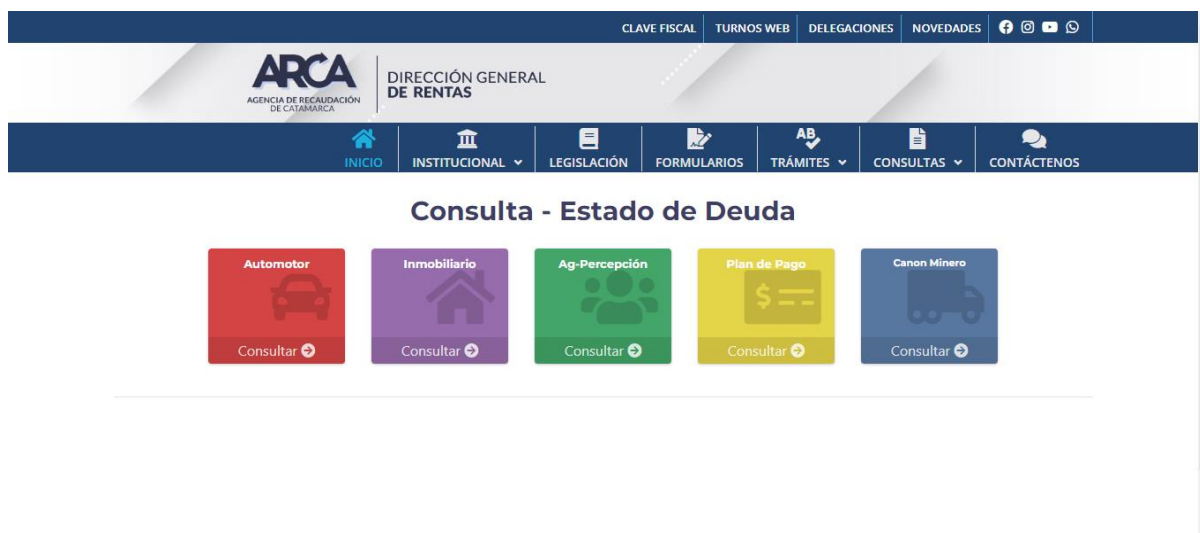 CLAVE FISCAL TURNOS WEB DELEGACIONES NOVEDADES
ARCA
AGENCIA DE RECAUDACIÓN
DE CATAMARCA
DIRECCIÓN GENERAL
DE RENTAS
INICIO INSTITUCIONAL LEGISLACIÓN FORMULARIOS TRÁMITES CONSULTAS CONTÁCTENOS
Consulta - Estado de Deuda
Automotor Inmobiliario Ag-Percepción Plan de Pago Canon Minero
Consultar Consultar Consultar Consultar Consultar